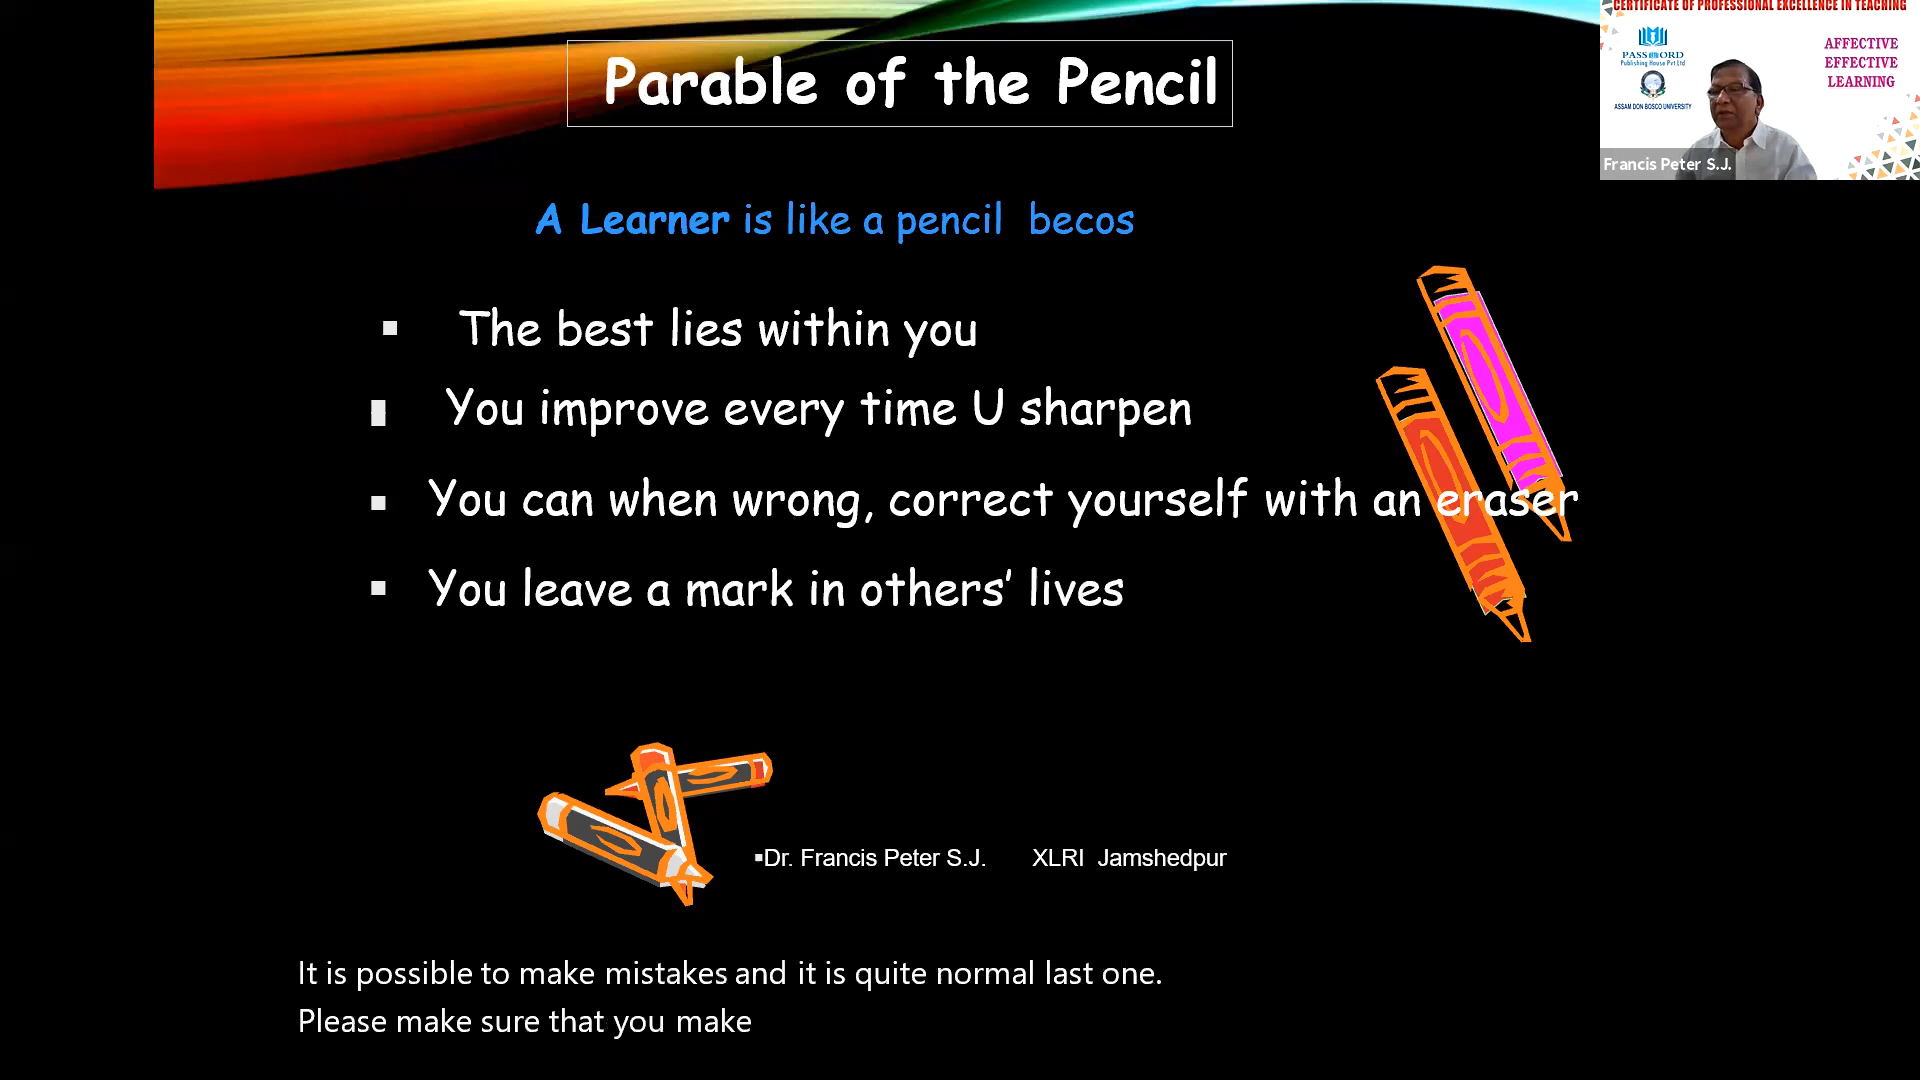 Parable of the Pencil
CERTIFICATE OF PROFESSIONAL EXCELLENCE IN TEACHING
PASSWORD
Publishing House Pvt Ltd
ASSAM DON BOSCO UNIVERSITY
AFFECTIVE
EFFECTIVE
LEARNING
Francis Peter S.J.
A Learner is like a pencil becos
▪ The best lies within you
▪ You improve every time U sharpen
▪ You can when wrong, correct yourself with an eraser
▪ You leave a mark in others’ lives
▪Dr. Francis Peter S.J. XLRI Jamshedpur
It is possible to make mistakes and it is quite normal last one.
Please make sure that you make